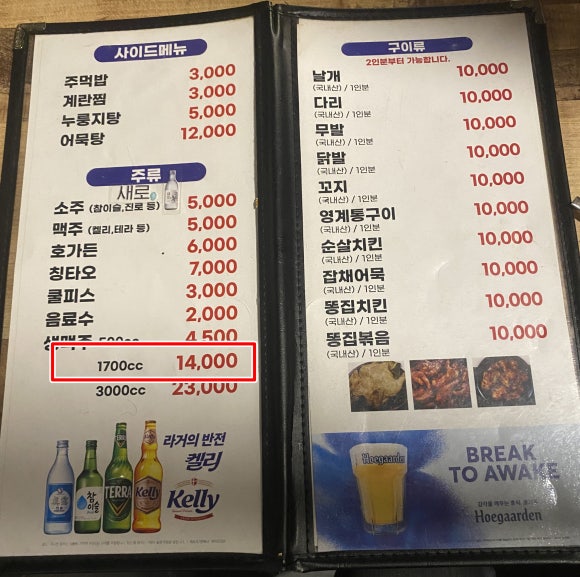 사이드메뉴
주먹밥 3,000
계란찜 3,000
누룽지탕 5,000
어묵탕 12,000
주류
새로
소주 (참이슬,진로 등) 5,000
맥주 (켈리,테라 등) 5,000
호가든 6,000
칭타오 7,000
쿨피스 3,000
음료수 2,000
생맥주 500cc 4,500
1700cc 14,000
3000cc 23,000
라거의 반전
켈리
TERRA
Kelly
참이슬
Kelly
구이류
2인분부터 가능합니다.
날개 10,000
(국내산) / 1인분
다리 10,000
(국내산) / 1인분
무발 10,000
(국내산) / 1인분
닭발 10,000
(국내산) / 1인분
꼬지 10,000
(국내산) / 1인분
영계통구이 10,000
(국내산) / 1인분
순살치킨 10,000
(국내산) / 1인분
잡채어묵 10,000
(국내산) / 1인분
똥집치킨 10,000
(국내산) / 1인분
똥집볶음 10,000
(국내산) / 1인분
Hoegaarden
BREAK
TO AWAKE
Hoegaarden